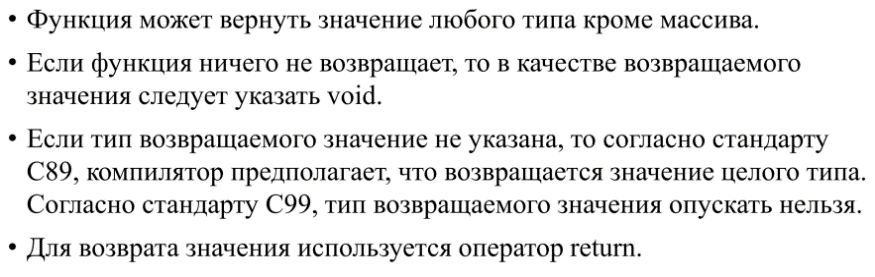 • Функция может вернуть значение любого типа кроме массива.
• Если функция ничего не возвращает, то в качестве возвращаемого
значения следует указать void.
• Если тип возвращаемого значение не указана, то согласно стандарту
C89, компилятор предполагает, что возвращается значение целого типа.
Согласно стандарту C99, тип возвращаемого значения опускать нельзя.
• Для возврата значения используется оператор return.